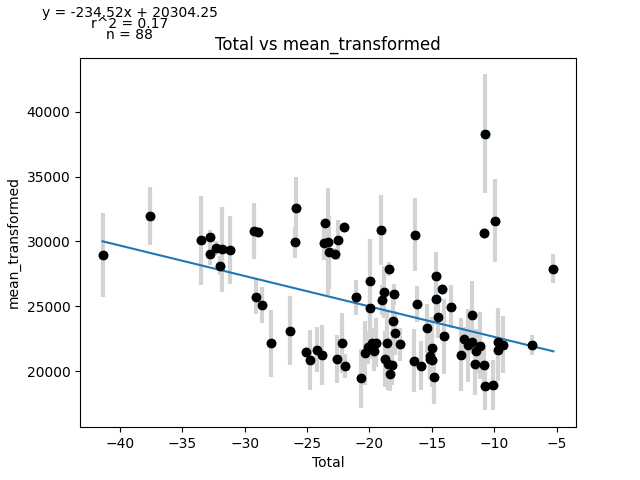 y = -234.52x + 20304.25
r^2 = 0.17
n = 88
Total vs mean_transformed
40000
35000
30000
25000
20000
mean_transformed
−40 −35 −30 −25 −20 −15 −10 −5
Total